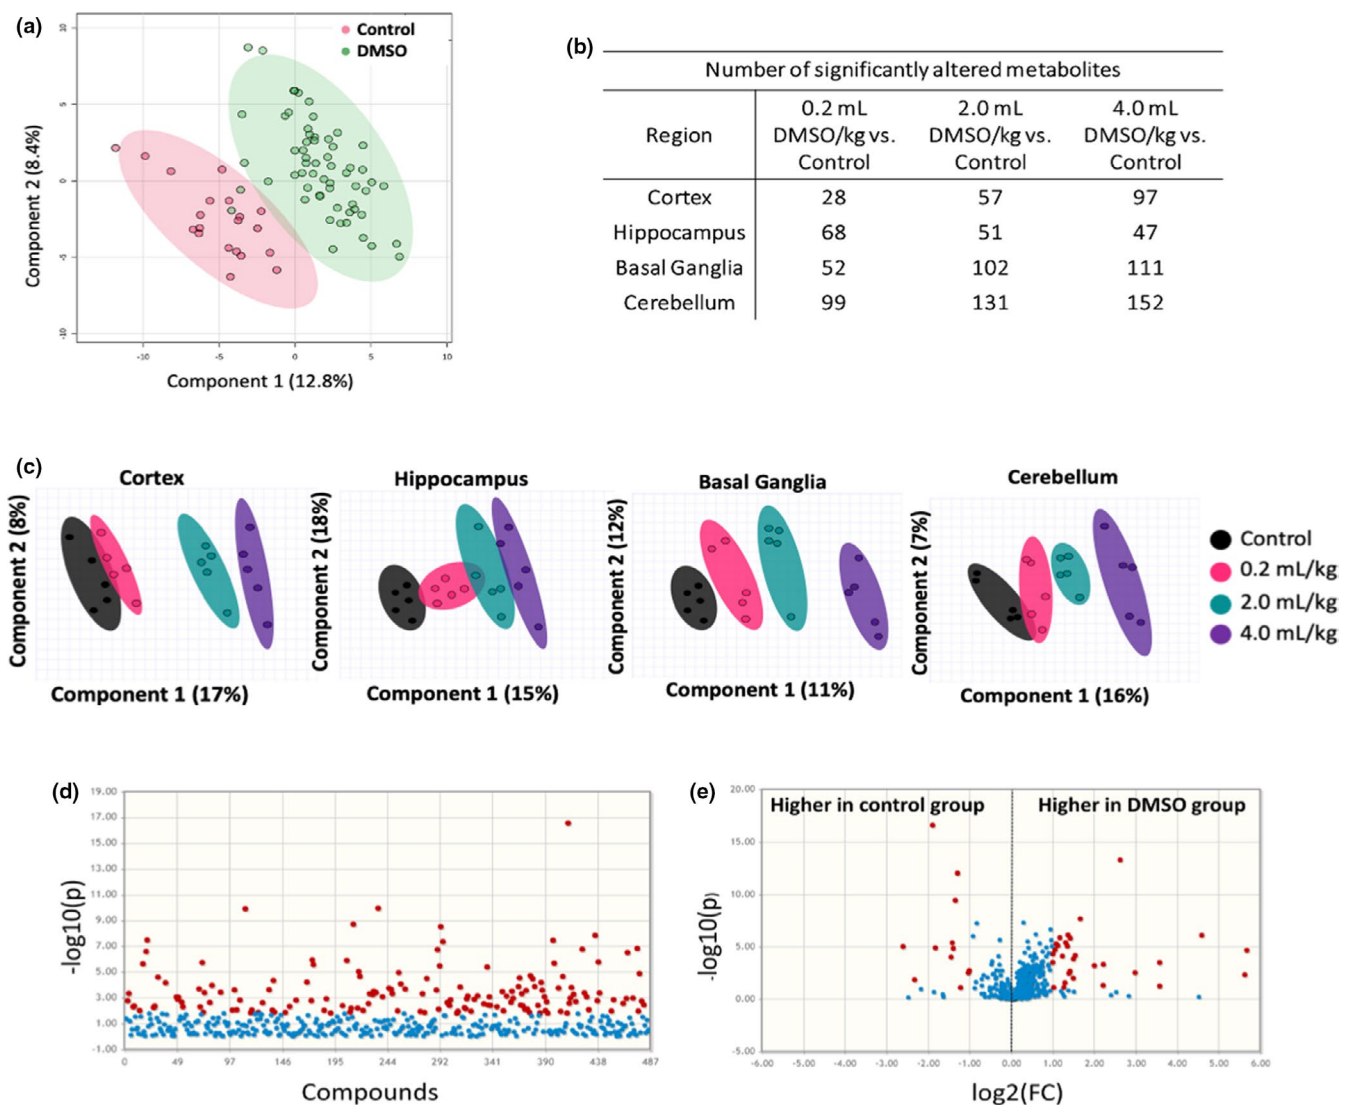 (a)
Control
DMSO
10
5
0
-5
-10
Component 2 (8.4%)
-10
-5
0
5
10
Component 1 (12.8%)
(b)
Number of significantly altered metabolites
Region
0.2 mL
DMSO/kg vs.
Control
2.0 mL
DMSO/kg vs.
Control
4.0 mL
DMSO/kg vs.
Control
Cortex 28 57 97
Hippocampus 68 51 47
Basal Ganglia 52 102 111
Cerebellum 99 131 152
(c)
Cortex
Component 2 (8%)
Component 1 (17%)
Hippocampus
Component 2 (18%)
Component 1 (15%)
Basal Ganglia
Component 2 (12%)
Component 1 (11%)
Cerebellum
Component 2 (7%)
Component 1 (16%)
Control
0.2 mL/kg
2.0 mL/kg
4.0 mL/kg
(d)
19.00
17.00
15.00
13.00
11.00
9.00
7.00
5.00
3.00
1.00
-1.00
-log10(p)
0 49 97 146 195 244 292 341 390 438 487
Compounds
(e)
Higher in control group
Higher in DMSO group
20.00
15.00
10.00
5.00
0.00
-5.00
-log10(p)
-6.00 -5.00 -4.00 -3.00 -2.00 -1.00 0.00 1.00 2.00 3.00 4.00 5.00 6.00
log2(FC)